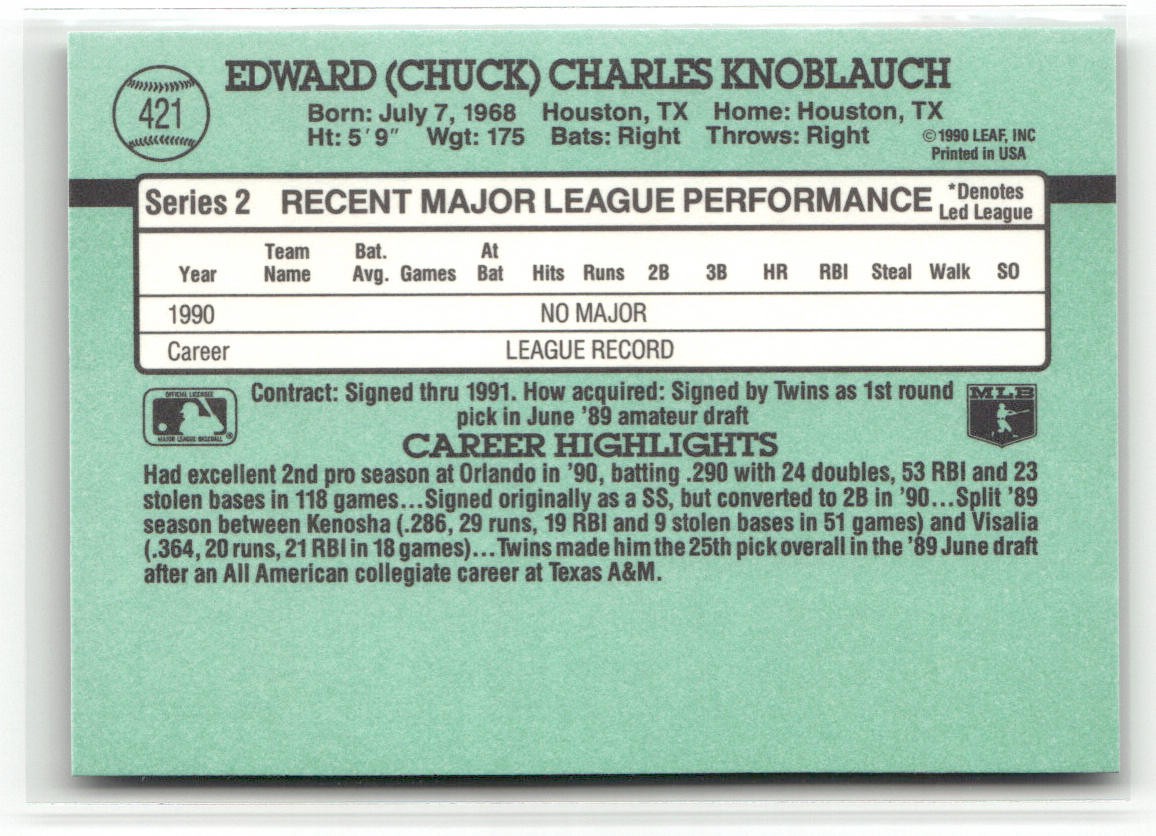 EDWARD (CHUCK) CHARLES KNOBLAUCH
421
Born: July 7, 1968 Houston, TX Home: Houston, TX
Ht: 5' 9" Wgt: 175 Bats: Right Throws: Right
©1990 LEAF, INC
Printed in USA
Series 2 RECENT MAJOR LEAGUE PERFORMANCE
*Denotes
Led League
Year Team Name Bat. Avg. Games At Bat Hits Runs 2B 3B HR RBI Steal Walk SO
1990 NO MAJOR
Career LEAGUE RECORD
OFFICIAL LICENSEE
MAJOR LEAGUE BASEBALL ®
Contract: Signed thru 1991. How acquired: Signed by Twins as 1st round
pick in June '89 amateur draft
MLB
CAREER HIGHLIGHTS
Had excellent 2nd pro season at Orlando in '90, batting .290 with 24 doubles, 53 RBI and 23
stolen bases in 118 games...Signed originally as a SS, but converted to 2B in '90...Split '89
season between Kenosha (.286, 29 runs, 19 RBI and 9 stolen bases in 51 games) and Visalia
(.364, 20 runs, 21 RBI in 18 games)...Twins made him the 25th pick overall in the '89 June draft
after an All American collegiate career at Texas A&M.